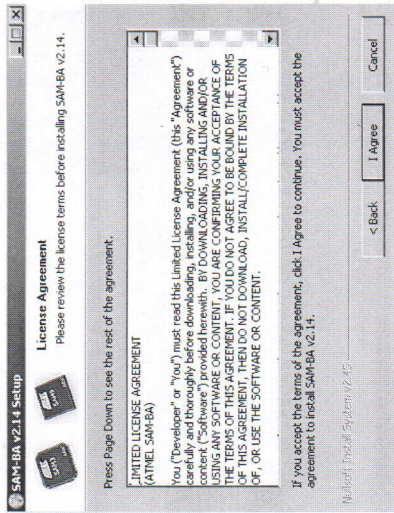 SAM-BA v2.14 Setup
License Agreement
Please review the license terms before installing SAM-BA v2.14.
Press Page Down to see the rest of the agreement.
LIMITED LICENSE AGREEMENT
(ATMEL SAM-BA)
You ("Developer" or "You") must read this Limited License Agreement (this "Agreement")
carefully and thoroughly before downloading, installing, and/or using any software or
content ("Software") provided herewith. BY DOWNLOADING, INSTALLING AND/OR
USING ANY SOFTWARE OR CONTENT, YOU ARE CONFIRMING YOUR ACCEPTANCE OF
THE TERMS OF THIS AGREEMENT. IF YOU DO NOT AGREE TO BE BOUND BY THE TERMS
OF THIS AGREEMENT, THEN DO NOT DOWNLOAD, INSTALL/COMPLETE INSTALLATION
OF, OR USE THE SOFTWARE OR CONTENT.
If you accept the terms of the agreement, click I Agree to continue. You must accept the
agreement to install SAM-BA v2.14.
Nullsoft Install System v2.45
< Back
I Agree
Cancel